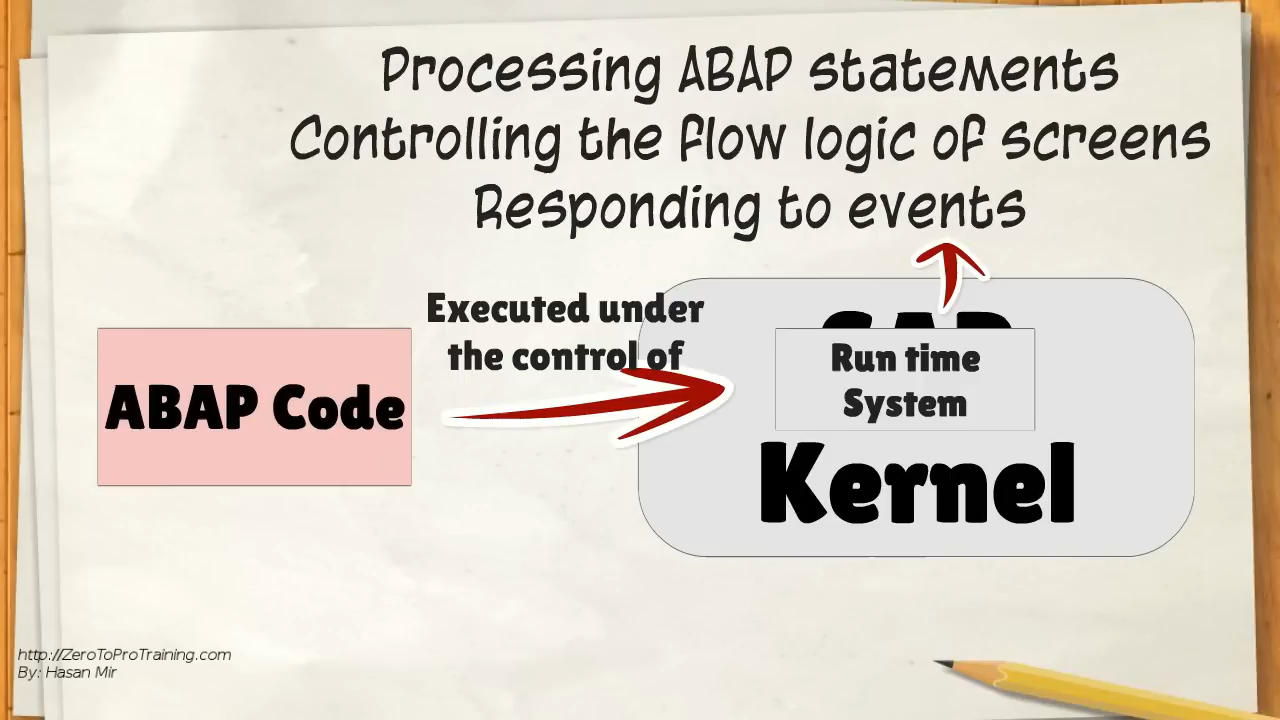 Processing ABAP statements
Controlling the flow logic of screens
Responding to events
Executed under
the control of
ABAP Code
SAP
Run time
System
Kernel
http://ZeroToProTraining.com
By: Hasan Mir